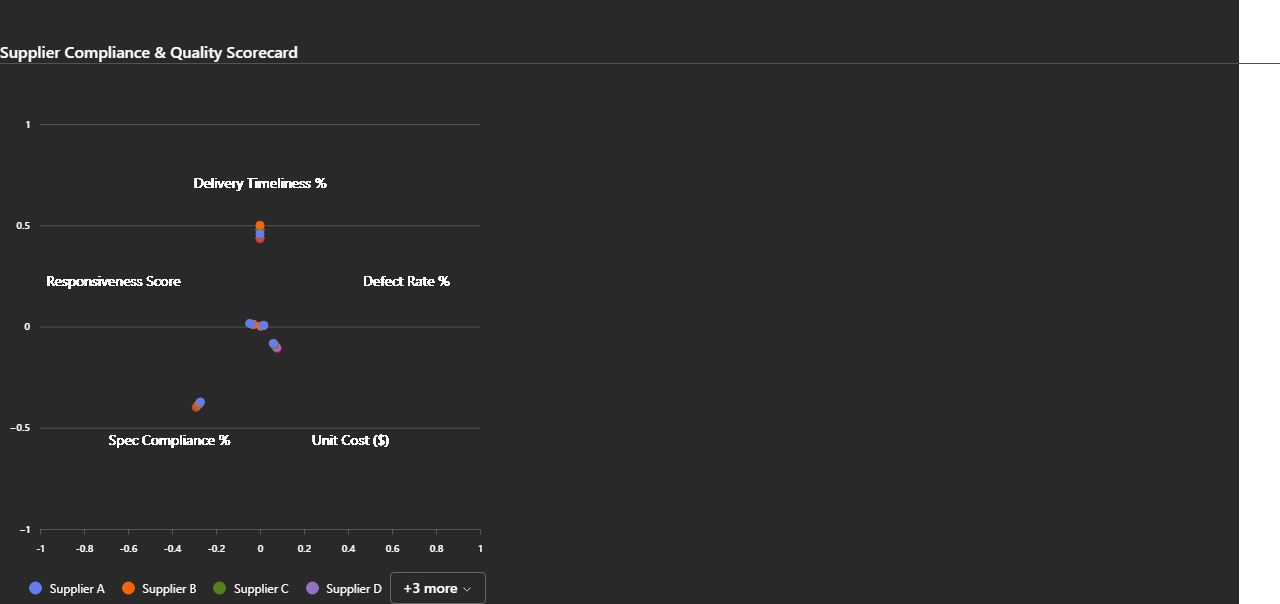 Supplier Compliance & Quality Scorecard
1
Delivery Timeliness %
0.5
Responsiveness Score
Defect Rate %
0
−0.5
Spec Compliance %
Unit Cost ($)
−1
-1 -0.8 -0.6 -0.4 -0.2 0 0.2 0.4 0.6 0.8 1
Supplier A Supplier B Supplier C Supplier D +3 more